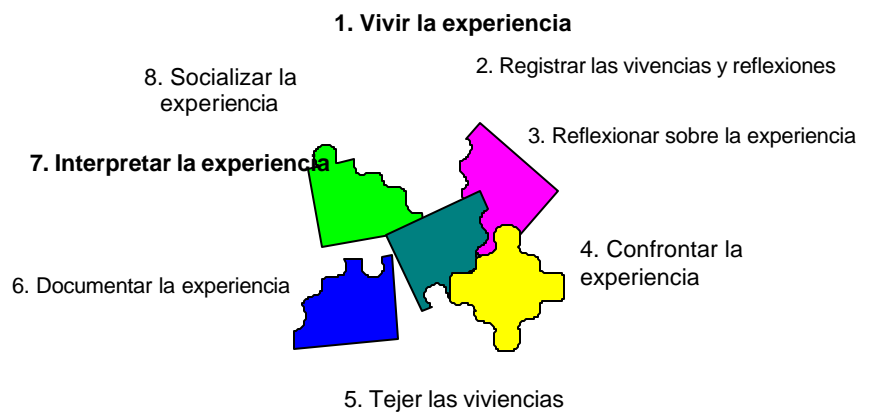 1. Vivir la experiencia
2. Registrar las vivencias y reflexiones
8. Socializar la
experiencia
3. Reflexionar sobre la experiencia
7. Interpretar la experiencia
4. Confrontar la
experiencia
6. Documentar la experiencia
5. Tejer las viviencias